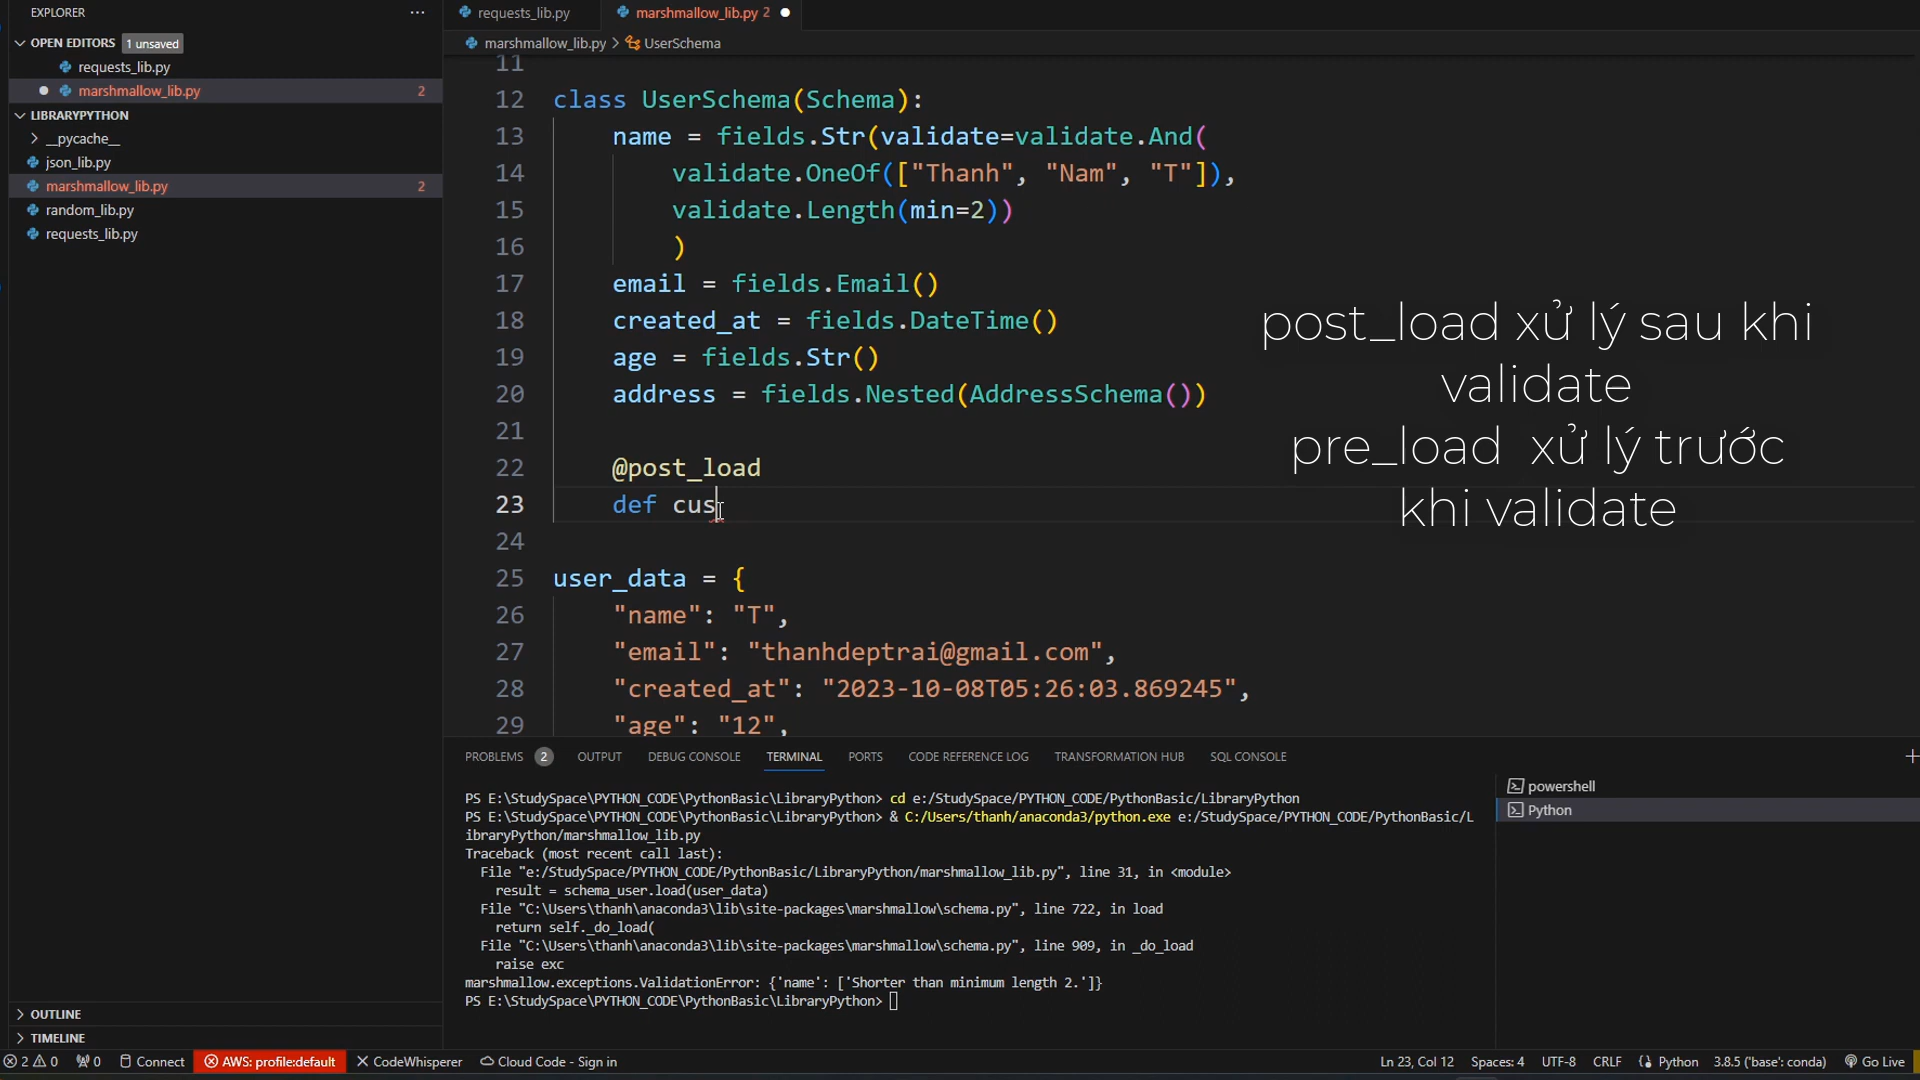 EXPLORER
···
OPEN EDITORS 1 unsaved
requests_lib.py
marshmallow_lib.py 2
LIBRARYPYTHON
__pycache__
json_lib.py
marshmallow_lib.py 2
random_lib.py
requests_lib.py
OUTLINE
TIMELINE
requests_lib.py
marshmallow_lib.py 2
marshmallow_lib.py > UserSchema
11
12 class UserSchema(Schema):
13 name = fields.Str(validate=validate.And(
14 validate.OneOf(["Thanh", "Nam", "T"]),
15 validate.Length(min=2))
16 )
17 email = fields.Email()
18 created_at = fields.DateTime()
19 age = fields.Str()
20 address = fields.Nested(AddressSchema())
21
22 @post_load
23 def cus
24
25 user_data = {
26 "name": "T",
27 "email": "thanhdeptrai@gmail.com",
28 "created_at": "2023-10-08T05:26:03.869245",
29 "age": "12",
post_load xử lý sau khi
validate
pre_load xử lý trước
khi validate
PROBLEMS 2 OUTPUT DEBUG CONSOLE TERMINAL PORTS CODE REFERENCE LOG TRANSFORMATION HUB SQL CONSOLE
PS E:\StudySpace\PYTHON_CODE\PythonBasic\LibraryPython> cd e:/StudySpace/PYTHON_CODE/PythonBasic/LibraryPython
PS E:\StudySpace\PYTHON_CODE\PythonBasic\LibraryPython> & C:/Users/thanh/anaconda3/python.exe e:/StudySpace/PYTHON_CODE/PythonBasic/L
ibraryPython/marshmallow_lib.py
Traceback (most recent call last):
File "e:/StudySpace/PYTHON_CODE/PythonBasic/LibraryPython/marshmallow_lib.py", line 31, in <module>
result = schema_user.load(user_data)
File "C:\Users\thanh\anaconda3\lib\site-packages\marshmallow\schema.py", line 722, in load
return self._do_load(
File "C:\Users\thanh\anaconda3\lib\site-packages\marshmallow\schema.py", line 909, in _do_load
raise exc
marshmallow.exceptions.ValidationError: {'name': ['Shorter than minimum length 2.']}
PS E:\StudySpace\PYTHON_CODE\PythonBasic\LibraryPython>
powershell
Python
2 0 0 Connect AWS: profile:default CodeWhisperer Cloud Code - Sign in Ln 23, Col 12 Spaces: 4 UTF-8 CRLF Python 3.8.5 ('base': conda) Go Live